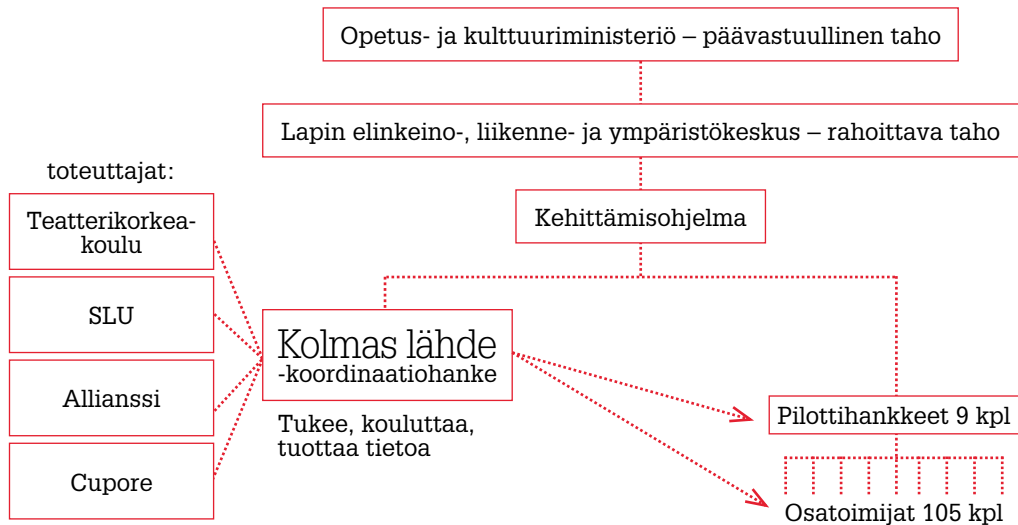 Opetus- ja kulttuuriministeriö – päävastuullinen taho
Lapin elinkeino-, liikenne- ja ympäristökeskus – rahoittava taho
Kehittämisohjelma
toteuttajat:
Teatterikorkea-
koulu
SLU
Allianssi
Cupore
Kolmas lähde
-koordinaatiohanke
Tukee, kouluttaa,
tuottaa tietoa
Pilottihankkeet 9 kpl
Osatoimijat 105 kpl